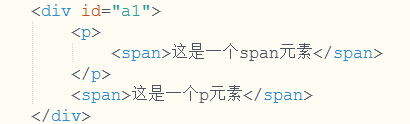 <div id="a1">
    <p>
        <span>这是一个span元素</span>
    </p>
    <span>这是一个p元素</span>
</div>